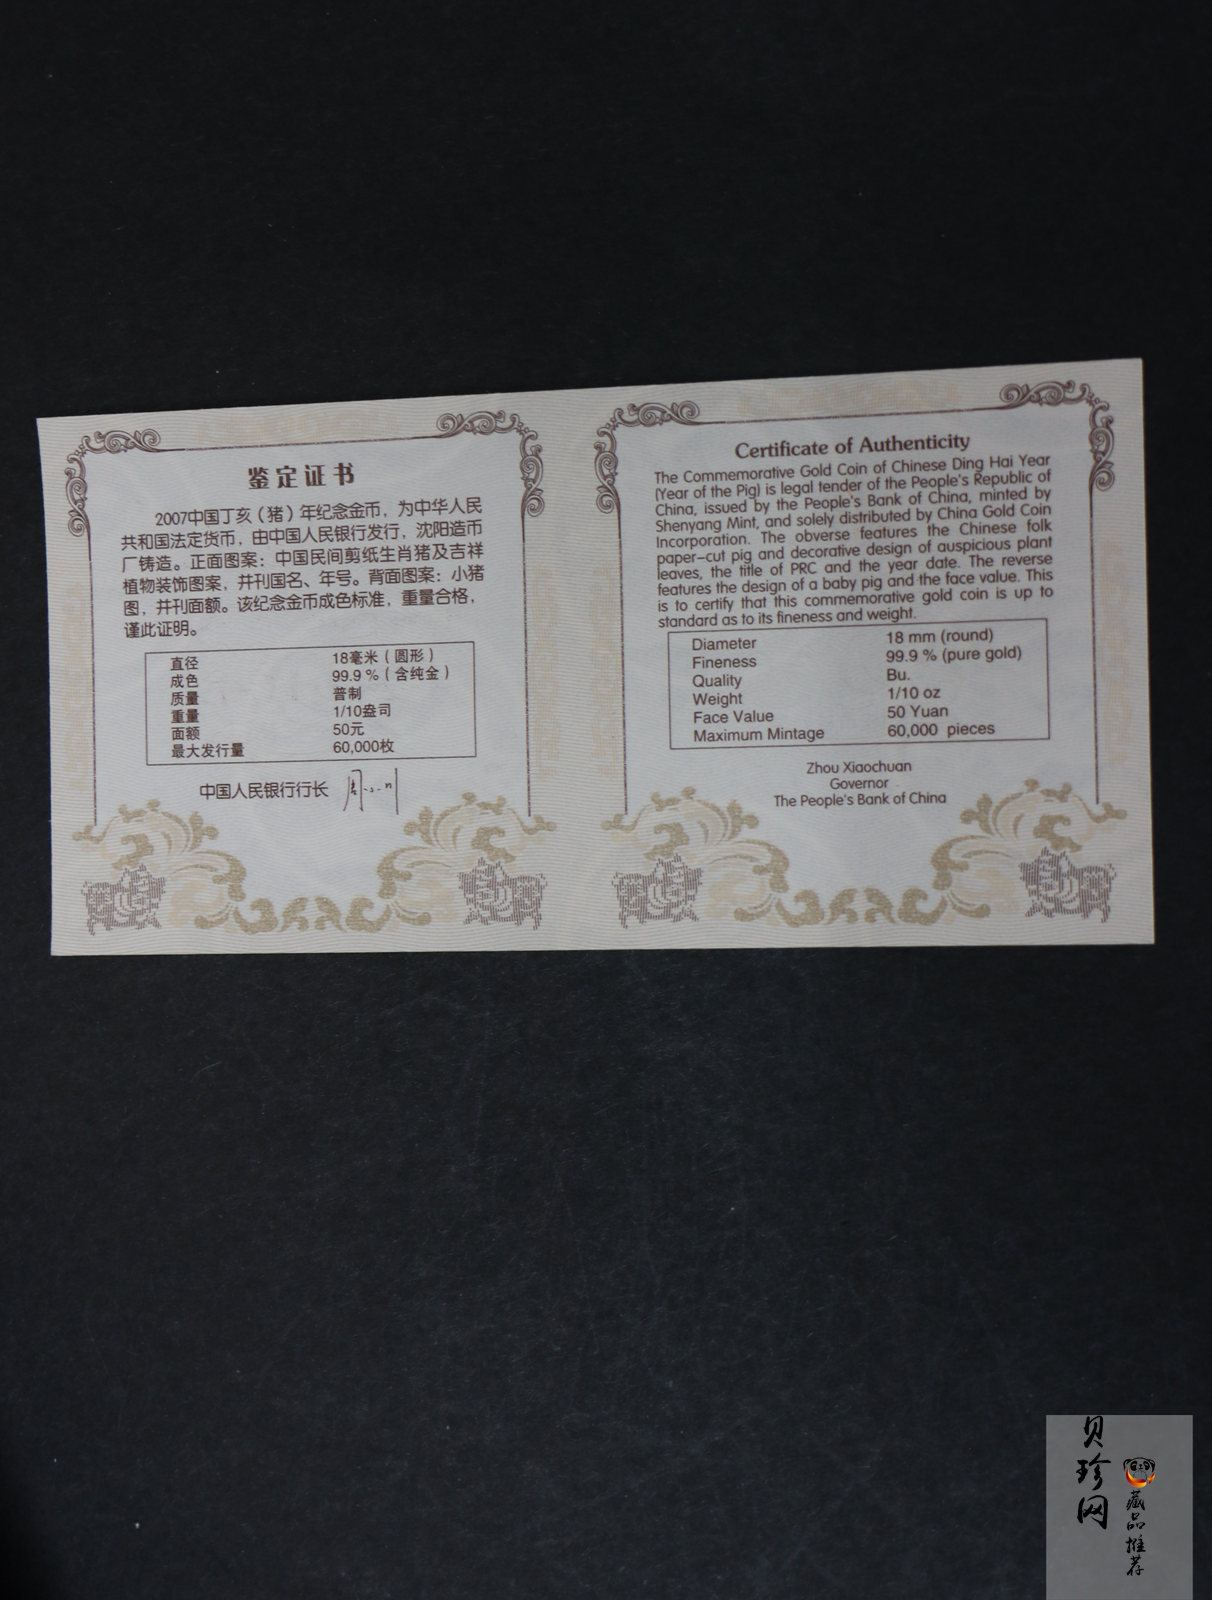 鉴定证书
2007中国丁亥（猪）年纪念金币，为中华人民
共和国法定货币，由中国人民银行发行，沈阳造币
厂铸造。正面图案：中国民间剪纸生肖猪及吉祥
植物装饰图案，并刊国名、年号。背面图案：小猪
图，并刊面额。该纪念金币成色标准，重量合格，
谨此证明。
直径 18毫米（圆形）
成色 99.9％（含纯金）
质量 普制
重量 1/10盎司
面额 50元
最大发行量 60,000枚
中国人民银行行长 周小川
Certificate of Authenticity
The Commemorative Gold Coin of Chinese Ding Hai Year
(Year of the Pig) is legal tender of the People's Republic of
China, issued by the People's Bank of China, minted by
Shenyang Mint, and solely distributed by China Gold Coin
Incorporation. The obverse features the Chinese folk
paper-cut pig and decorative design of auspicious plant
leaves, the title of PRC and the year date. The reverse
features the design of a baby pig and the face value. This
is to certify that this commemorative gold coin is up to
standard as to its fineness and weight.
Diameter 18 mm (round)
Fineness 99.9 % (pure gold)
Quality Bu.
Weight 1/10 oz
Face Value 50 Yuan
Maximum Mintage 60,000 pieces
Zhou Xiaochuan
Governor
The People's Bank of China
贝珍网
藏品推荐